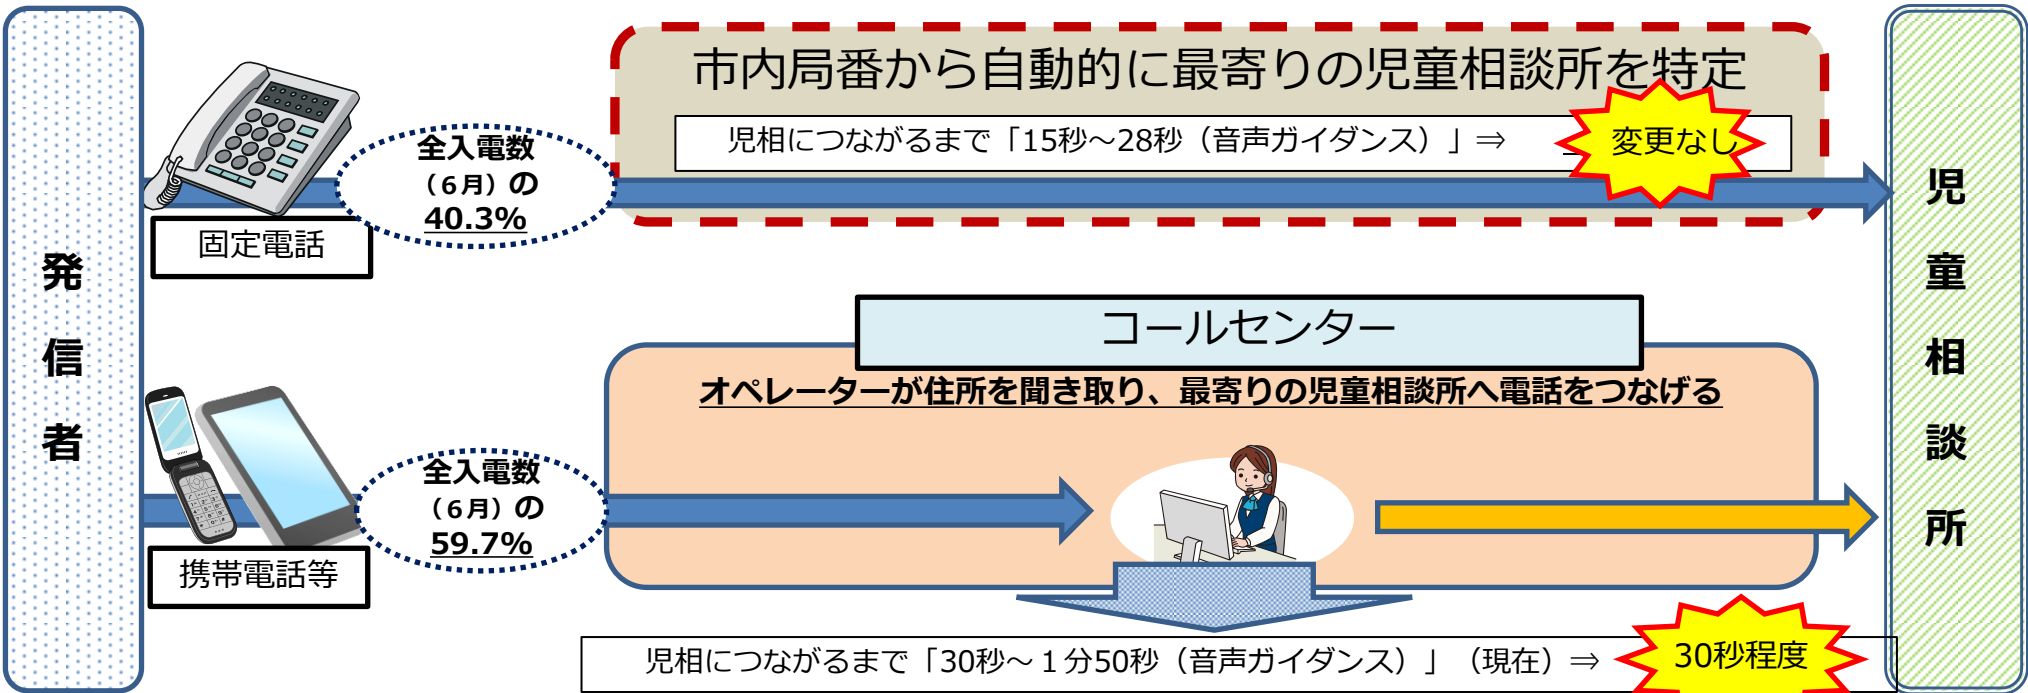 発信者
市内局番から自動的に最寄りの児童相談所を特定
児相につながるまで「15秒～28秒（音声ガイダンス）」⇒ 変更なし
全入電数
（６月）の
40.3%
固定電話
コールセンター
オペレーターが住所を聞き取り、最寄りの児童相談所へ電話をつなげる
全入電数
（６月）の
59.7%
携帯電話等
児相につながるまで「30秒～１分50秒（音声ガイダンス）」（現在）⇒ 30秒程度
児童相談所